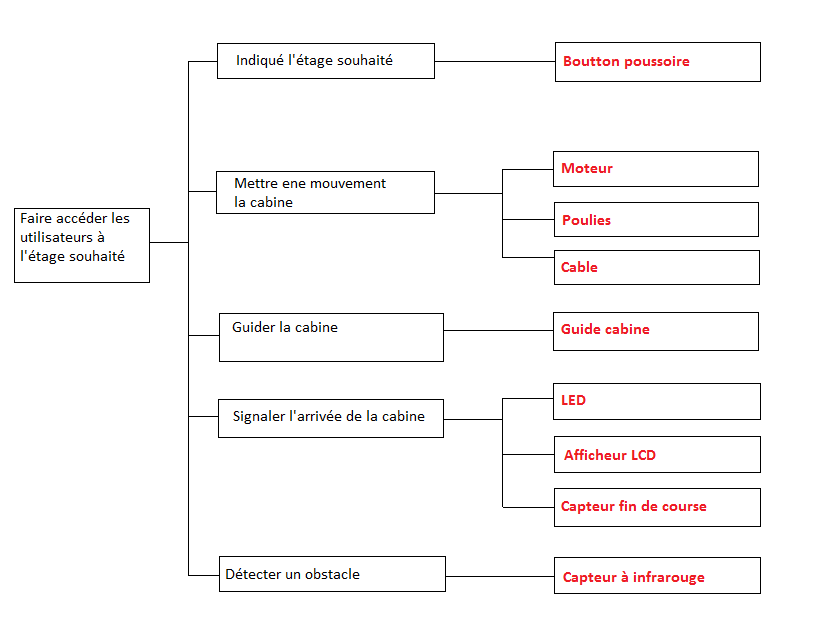 Indiqué l'étage souhaité
Boutton poussoire
Mettre ene mouvement
la cabine
Moteur
Poulies
Cable
Faire accéder les
utilisateurs à
l'étage souhaité
Guider la cabine
Guide cabine
Signaler l'arrivée de la cabine
LED
Afficheur LCD
Capteur fin de course
Détecter un obstacle
Capteur à infrarouge